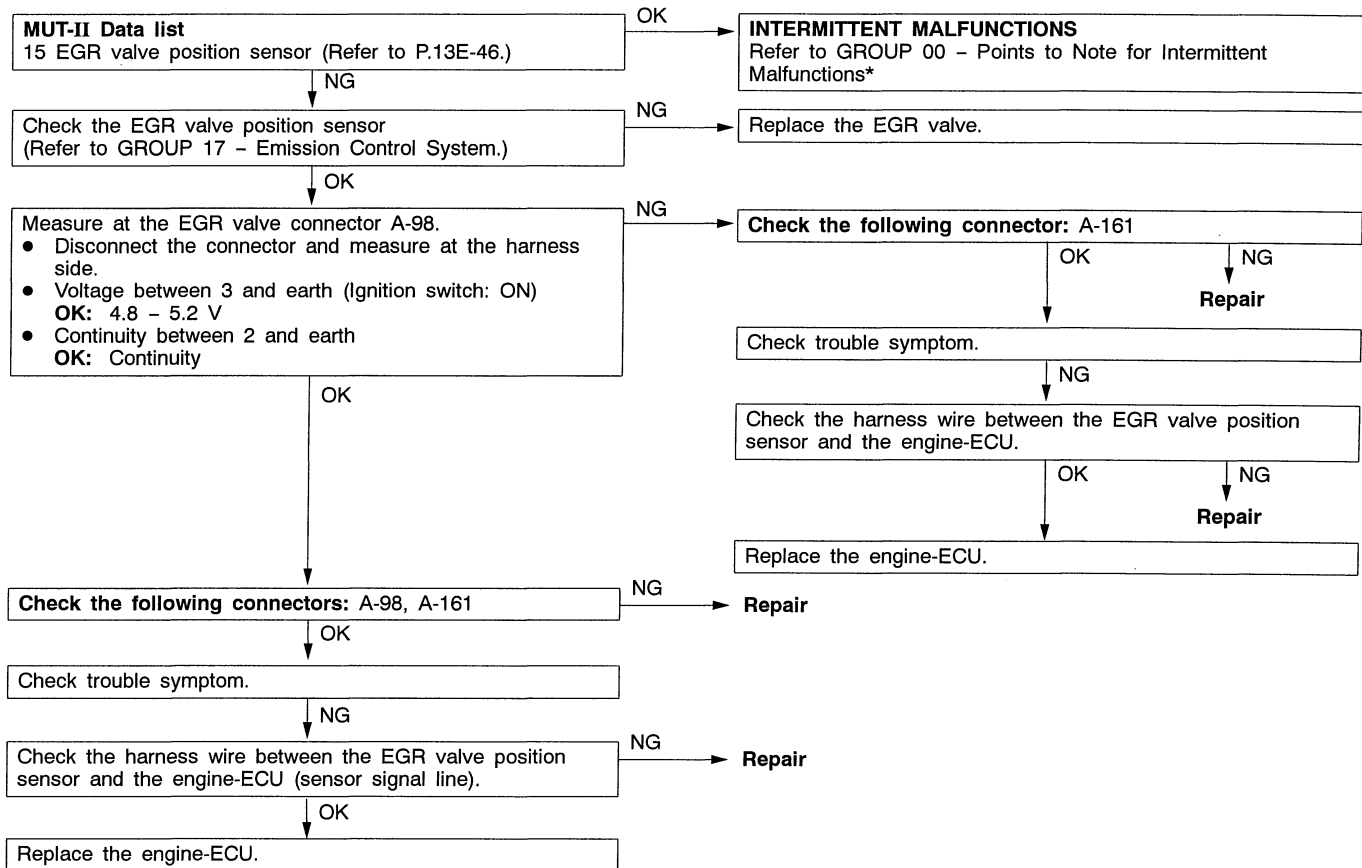 MUT-II Data list
15 EGR valve position sensor (Refer to P.13E-46.)
OK
INTERMITTENT MALFUNCTIONS
Refer to GROUP 00 – Points to Note for Intermittent
Malfunctions*
NG
Check the EGR valve position sensor
(Refer to GROUP 17 – Emission Control System.)
NG
Replace the EGR valve.
OK
Measure at the EGR valve connector A-98.
● Disconnect the connector and measure at the harness
side.
● Voltage between 3 and earth (Ignition switch: ON)
OK: 4.8 – 5.2 V
● Continuity between 2 and earth
OK: Continuity
NG
Check the following connector: A-161
OK
NG
Repair
Check trouble symptom.
NG
Check the harness wire between the EGR valve position
sensor and the engine-ECU.
OK
NG
Repair
Replace the engine-ECU.
OK
Check the following connectors: A-98, A-161
NG
Repair
OK
Check trouble symptom.
NG
Check the harness wire between the EGR valve position
sensor and the engine-ECU (sensor signal line).
NG
Repair
OK
Replace the engine-ECU.